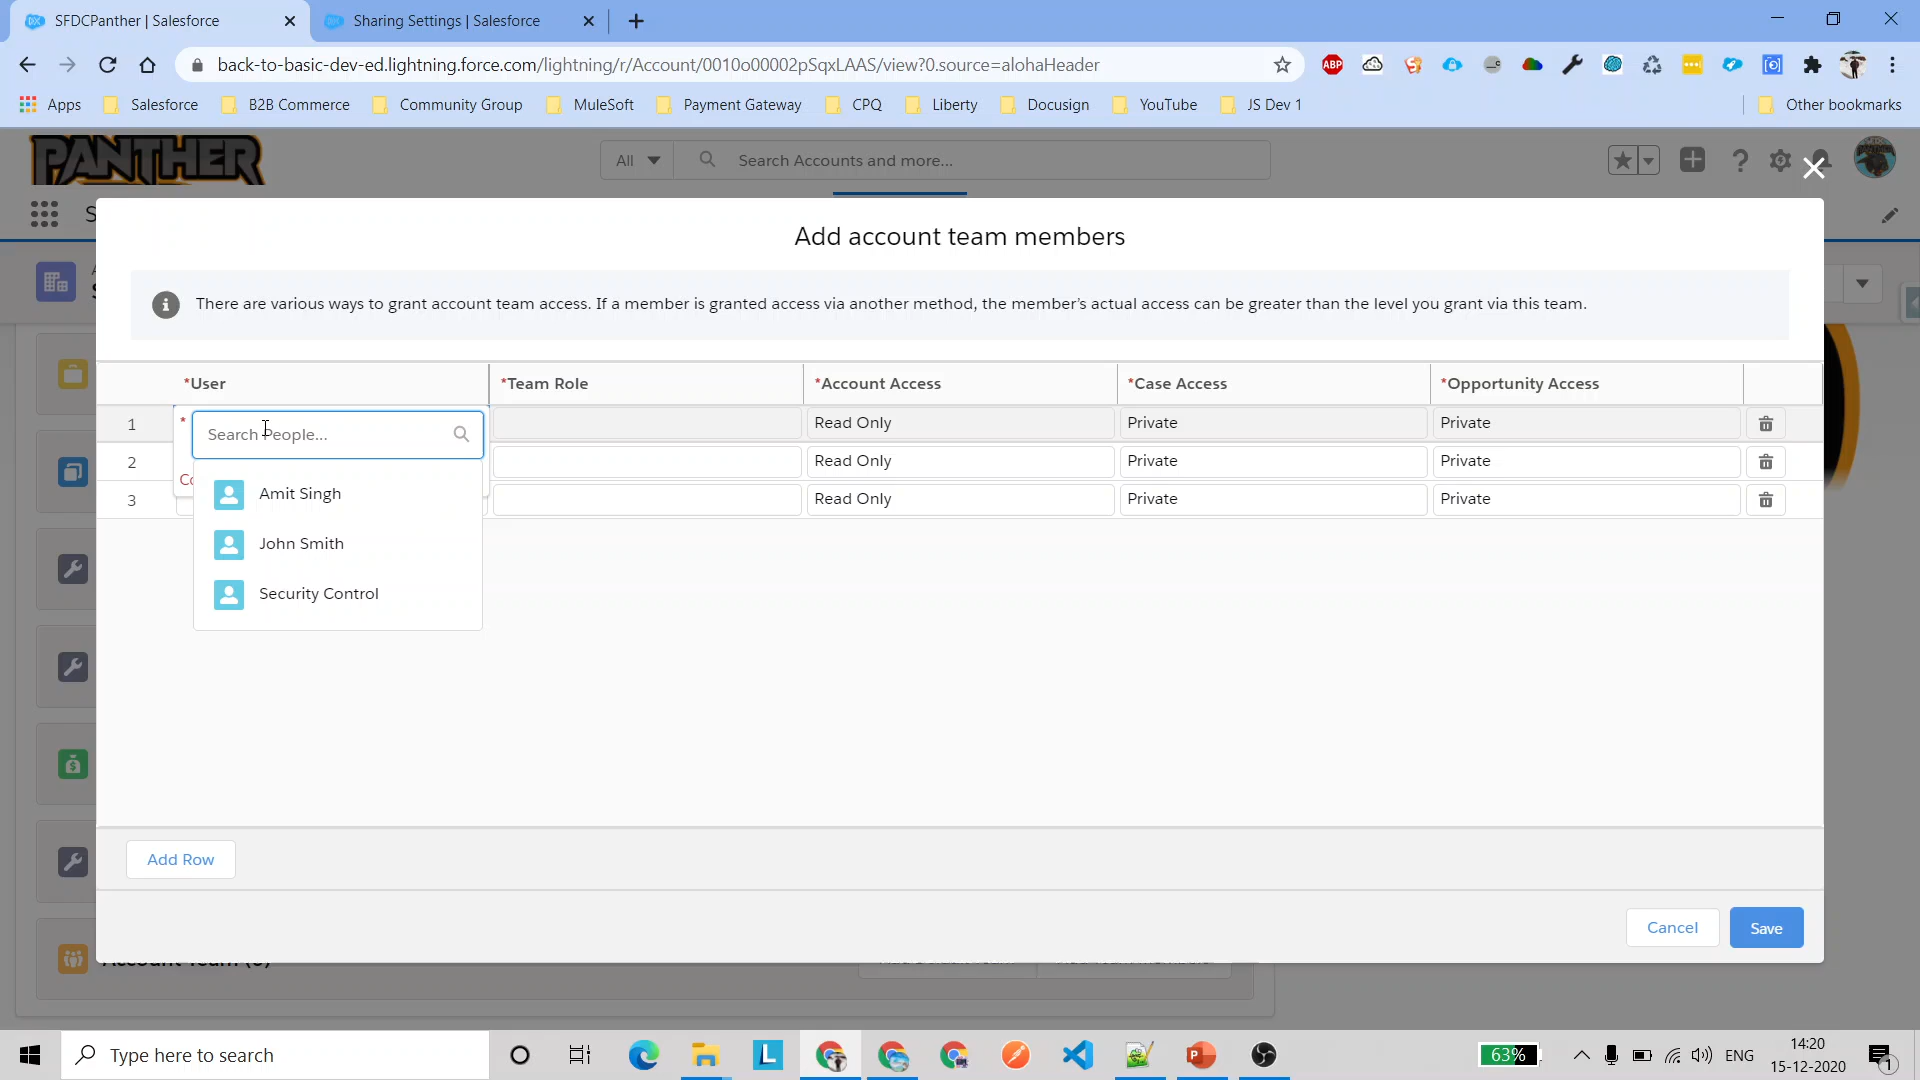 SFDCPanther | Salesforce
Sharing Settings | Salesforce
back-to-basic-dev-ed.lightning.force.com/lightning/r/Account/0010o00002pSqxLAAS/view?0.source=alohaHeader
ABP
Apps Salesforce B2B Commerce Community Group MuleSoft Payment Gateway CPQ Liberty Docusign YouTube JS Dev 1 Other bookmarks
PANTHER
All Search Accounts and more...
S
Add account team members
There are various ways to grant account team access. If a member is granted access via another method, the member's actual access can be greater than the level you grant via this team.
*User *Team Role *Account Access *Case Access *Opportunity Access
1 * Search People... Read Only Private Private
2 Read Only Private Private
3 Read Only Private Private
Amit Singh
John Smith
Security Control
Add Row
Cancel Save
Type here to search
63%
ENG
14:20
15-12-2020
1